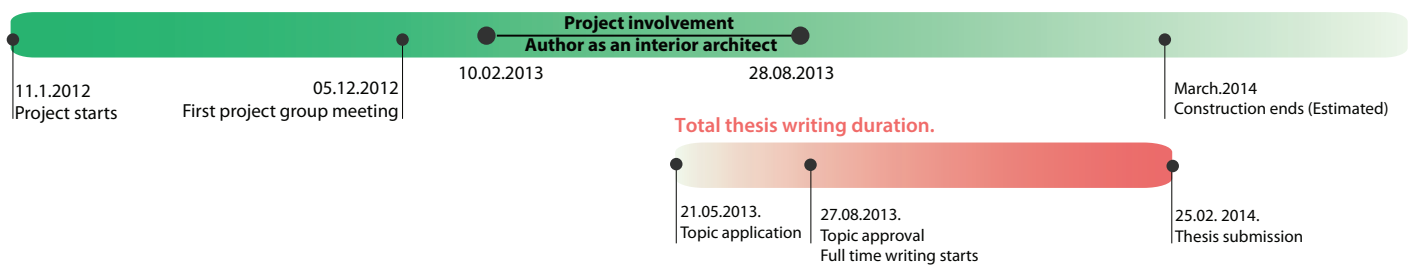 Project involvement
Author as an interior architect
10.02.2013
28.08.2013
11.1.2012
Project starts
05.12.2012
First project group meeting
March.2014
Construction ends (Estimated)
Total thesis writing duration.
21.05.2013.
Topic application
27.08.2013.
Topic approval
Full time writing starts
25.02. 2014.
Thesis submission